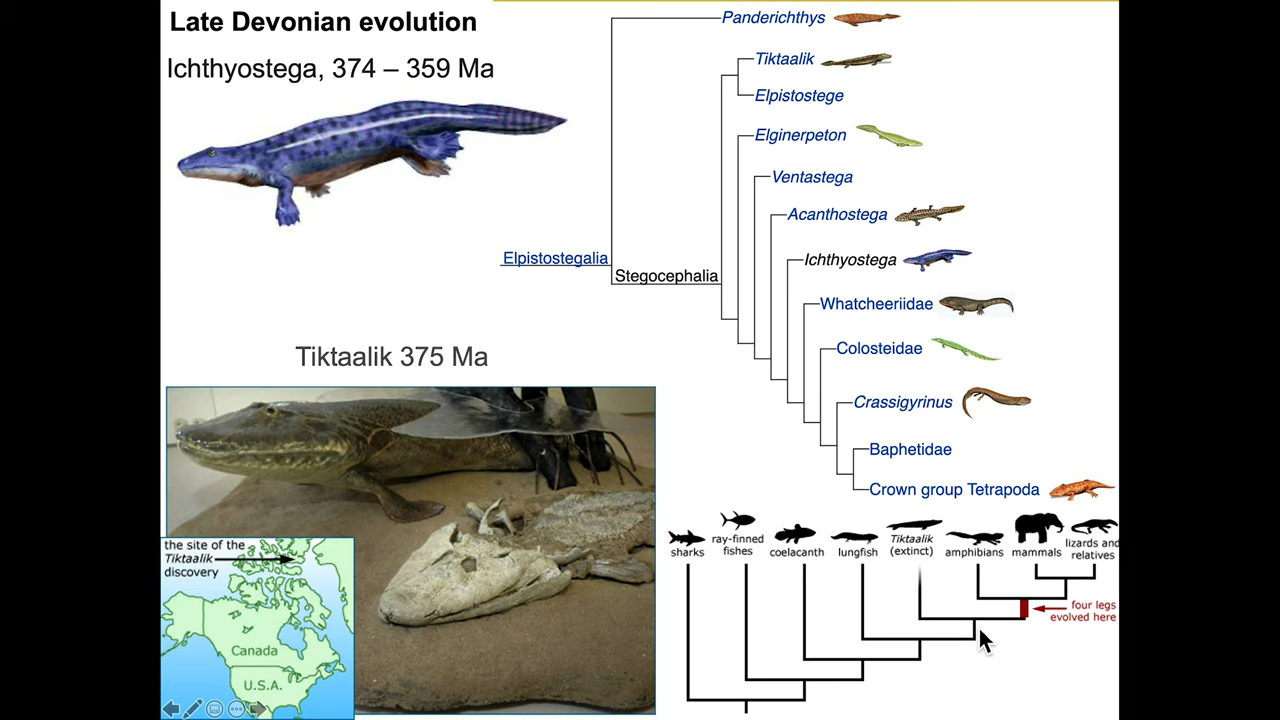 Late Devonian evolution
Ichthyostega, 374 – 359 Ma
Tiktaalik 375 Ma
the site of the
Tiktaalik
discovery
Canada
U.S.A.
Panderichthys
Tiktaalik
Elpistostege
Elginerpeton
Ventastega
Acanthostega
Elpistostegalia
Ichthyostega
Stegocephalia
Whatcheeriidae
Colosteidae
Crassigyrinus
Baphetidae
Crown group Tetrapoda
sharks
ray-finned
fishes
coelacanth
lungfish
Tiktaalik
(extinct)
amphibians
mammals
lizards and
relatives
four legs
evolved here